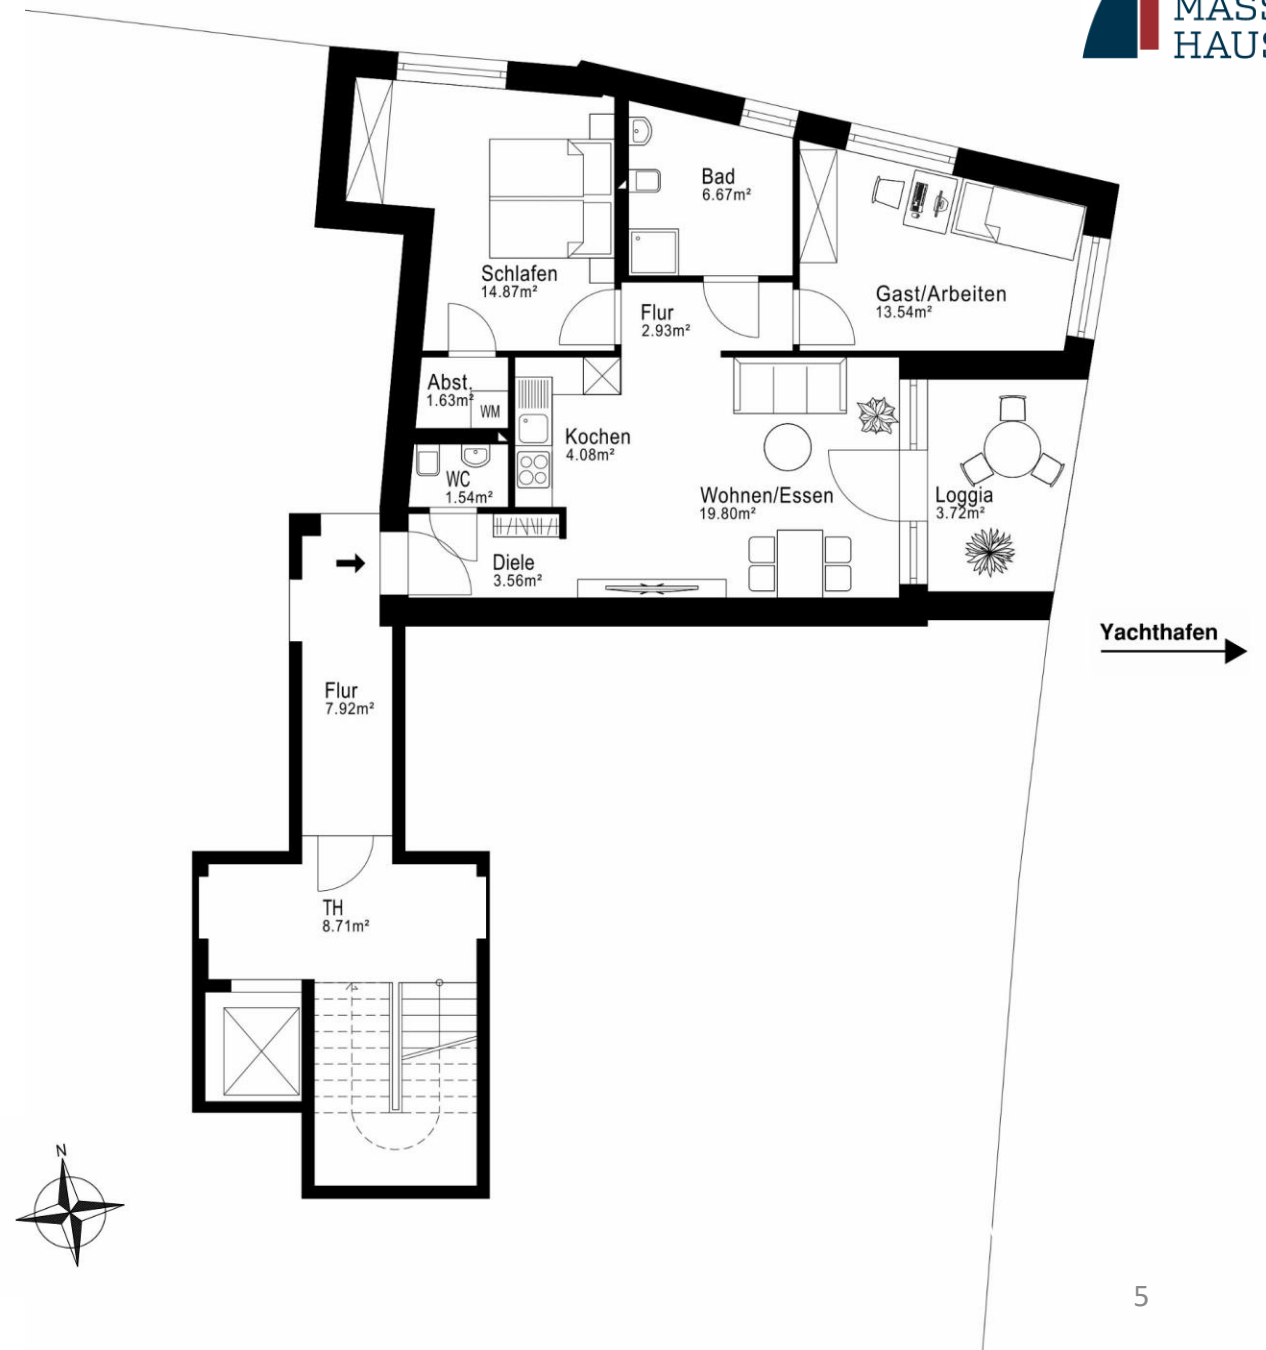 MASS
HAUS
Bad
6.67m²
Schlafen
14.87m²
Gast/Arbeiten
13.54m²
Flur
2.93m²
Abst.
1.63m²
WM
Kochen
4.08m²
WC
1.54m²
Wohnen/Essen
19.80m²
Loggia
3.72m²
Diele
3.56m²
Yachthafen
Flur
7.92m²
TH
8.71m²
N
5